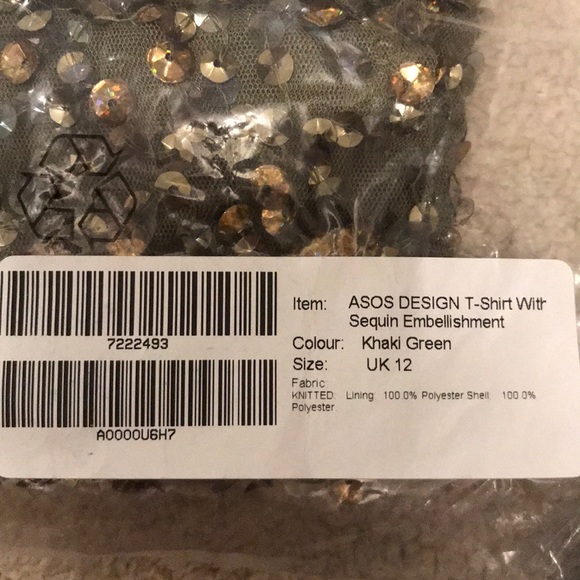 7222493
A0000U6H7
Item: ASOS DESIGN T-Shirt With
Sequin Embellishment
Colour: Khaki Green
Size: UK 12
Fabric
KNITTED: Lining: 100.0% Polyester Shell: 100.0%
Polyester